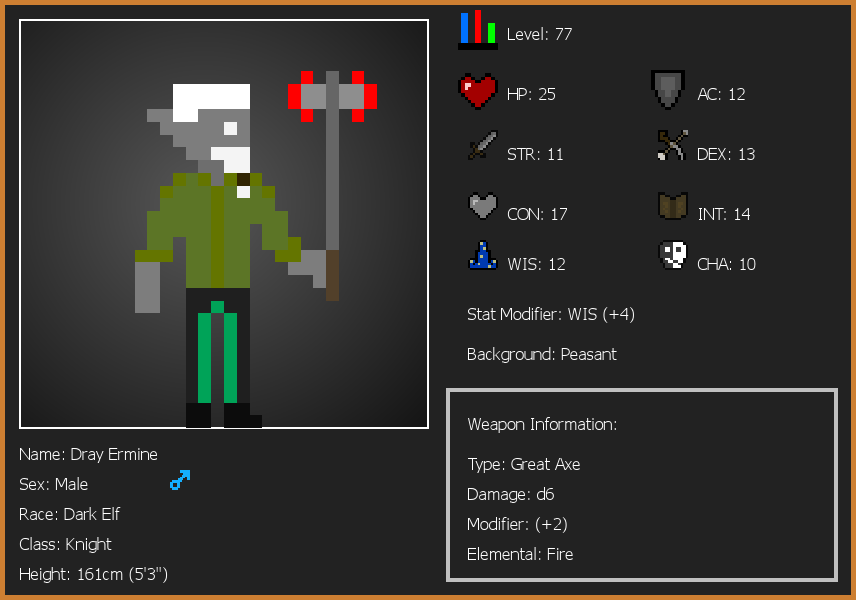 Level: 77
HP: 25
AC: 12
STR: 11
DEX: 13
CON: 17
INT: 14
WIS: 12
CHA: 10
Stat Modifier: WIS (+4)
Background: Peasant
Weapon Information:
Type: Great Axe
Damage: d6
Modifier: (+2)
Elemental: Fire
Name: Dray Ermine
Sex: Male
Race: Dark Elf
Class: Knight
Height: 161cm (5'3")